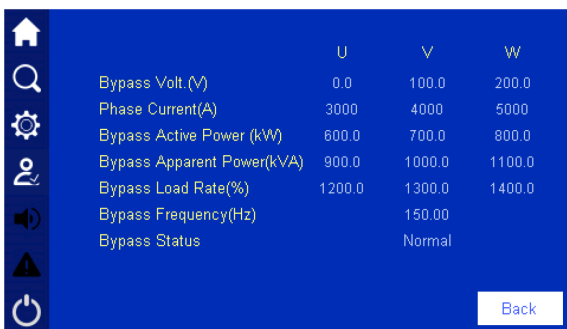 U V W
Bypass Volt.(V) 0.0 100.0 200.0
Phase Current(A) 3000 4000 5000
Bypass Active Power (kW) 600.0 700.0 800.0
Bypass Apparent Power(kVA) 900.0 1000.0 1100.0
Bypass Load Rate(%) 1200.0 1300.0 1400.0
Bypass Frequency(Hz) 150.00
Bypass Status Normal
Back